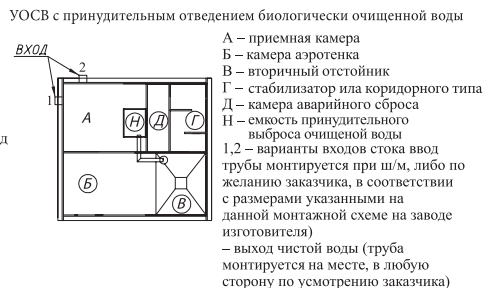 УОСВ с принудительным отведением биологически очищенной воды
ВХОД
2
1
А
Н
Д
Г
Б
В
д
А – приемная камера
Б – камера аэротенка
В – вторичный отстойник
Г – стабилизатор ила коридорного типа
Д – камера аварийного сброса
Н – емкость принудительного
выброса очищеной воды
1,2 – варианты входов стока ввод
трубы монтируется при ш/м, либо по
желанию заказчика, в соответствии
с размерами указанными на
данной монтажной схеме на заводе
изготовителя)
– выход чистой воды (труба
монтируется на месте, в любую
сторону по усмотрению заказчика)